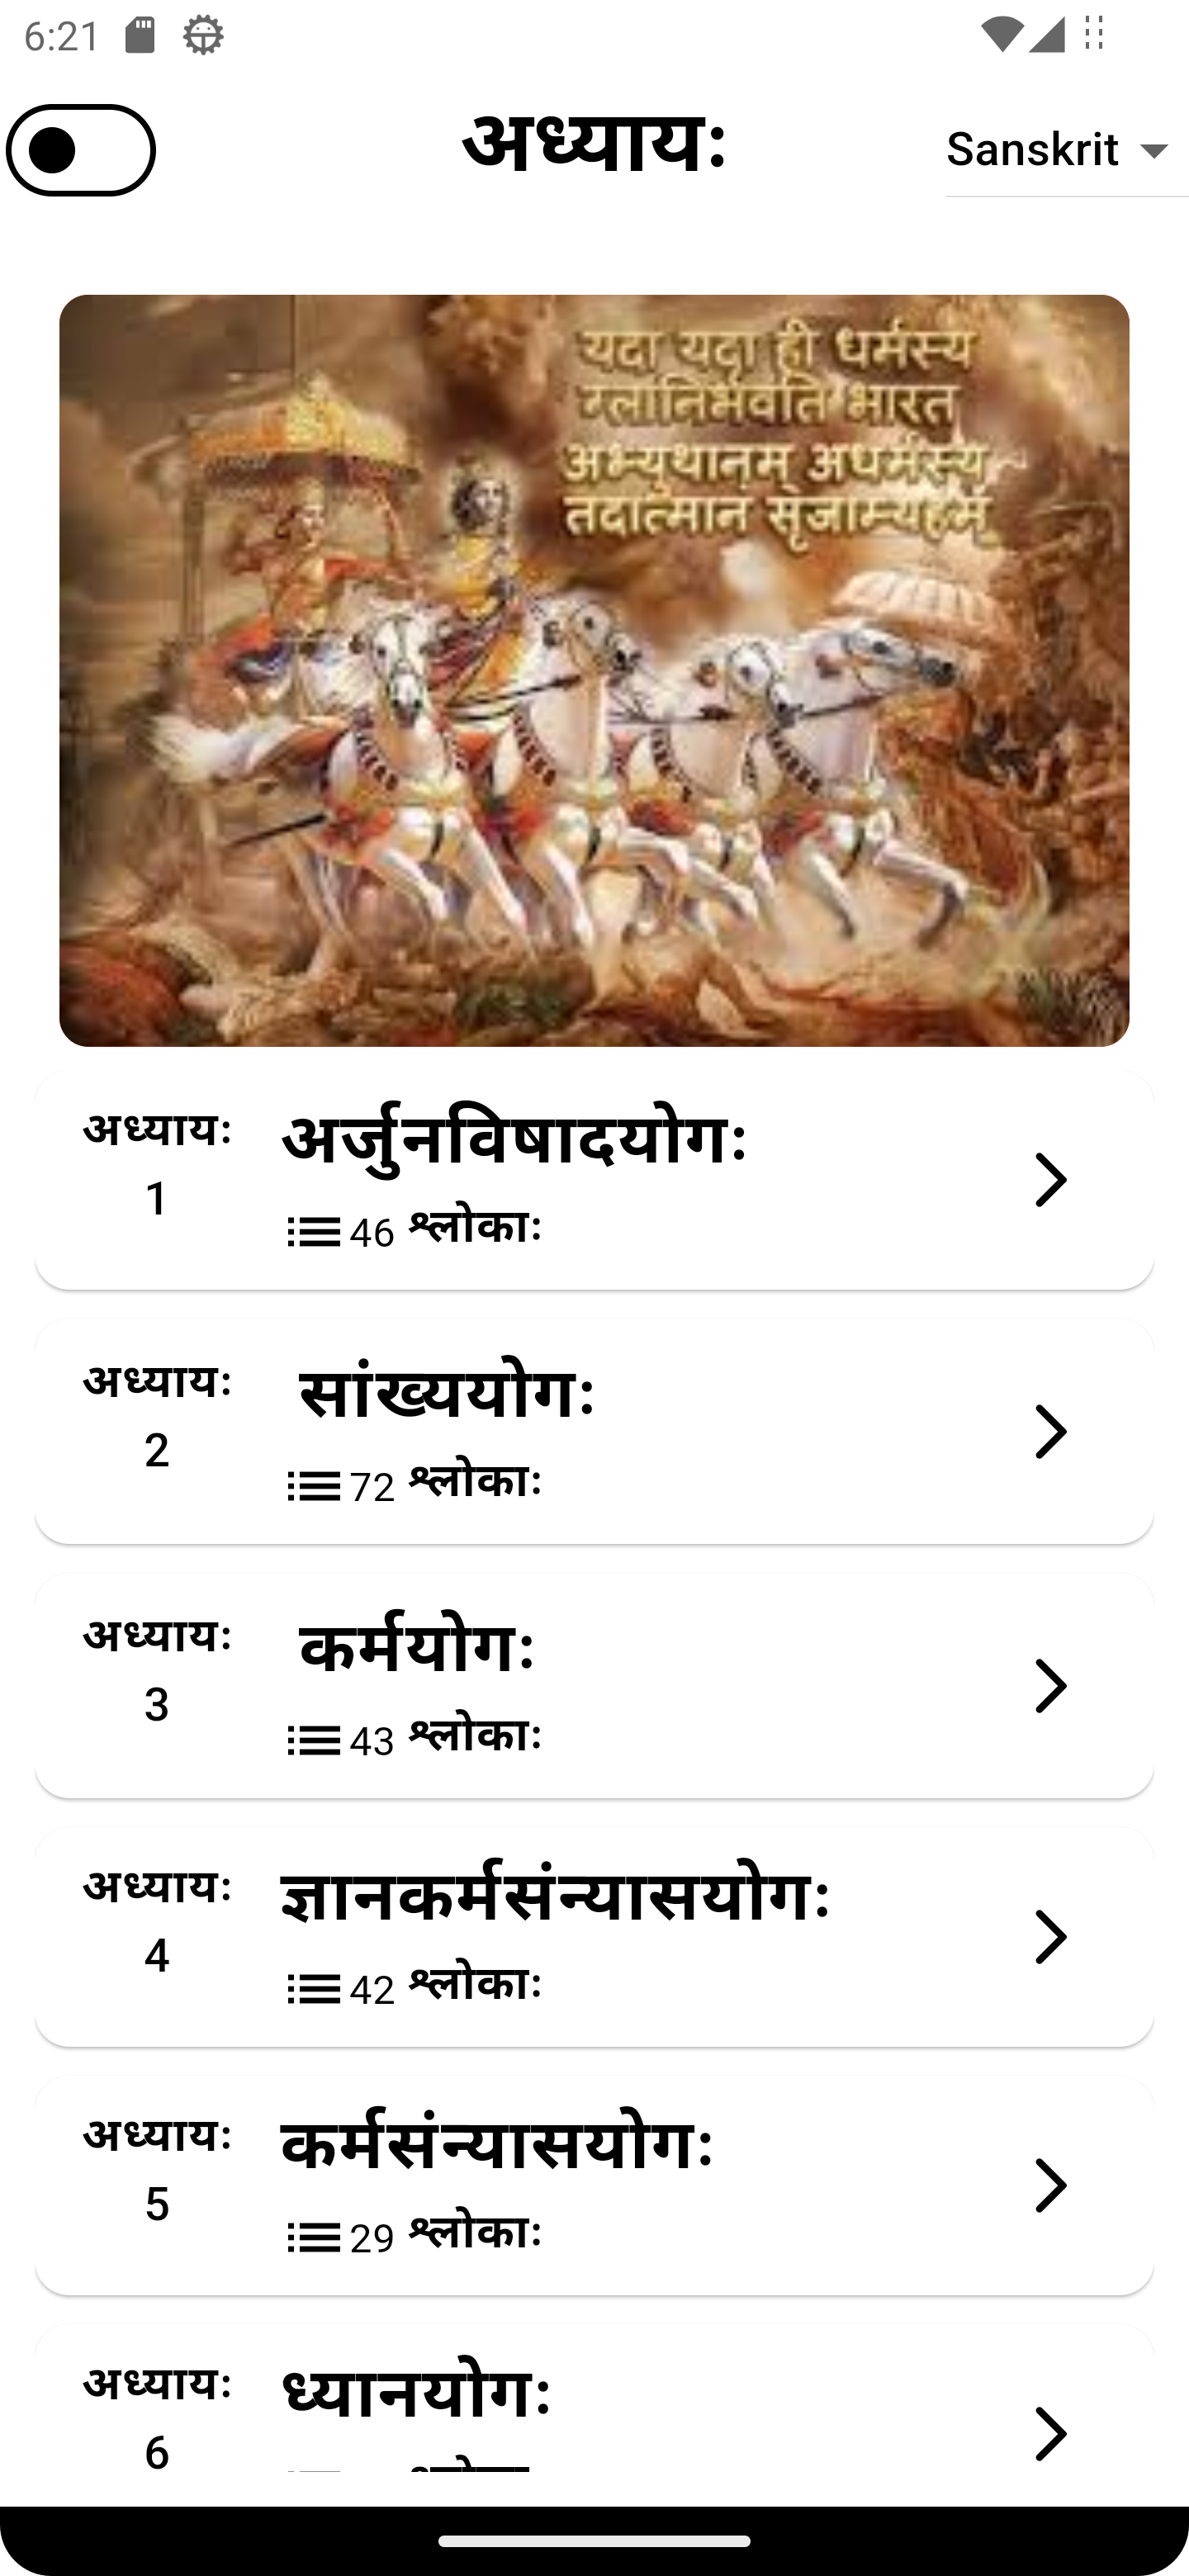 6:21
अध्यायः
Sanskrit
यदा यदा ही धर्मस्य
ग्लानिर्भवति भारत
अभ्युथानम् अधर्मस्य
तदात्मान सृजाम्यहम्
अध्यायः
1
अर्जुनविषादयोगः
46 श्लोकाः
अध्यायः
2
सांख्ययोगः
72 श्लोकाः
अध्यायः
3
कर्मयोगः
43 श्लोकाः
अध्यायः
4
ज्ञानकर्मसंन्यासयोगः
42 श्लोकाः
अध्यायः
5
कर्मसंन्यासयोगः
29 श्लोकाः
अध्यायः
6
ध्यानयोगः